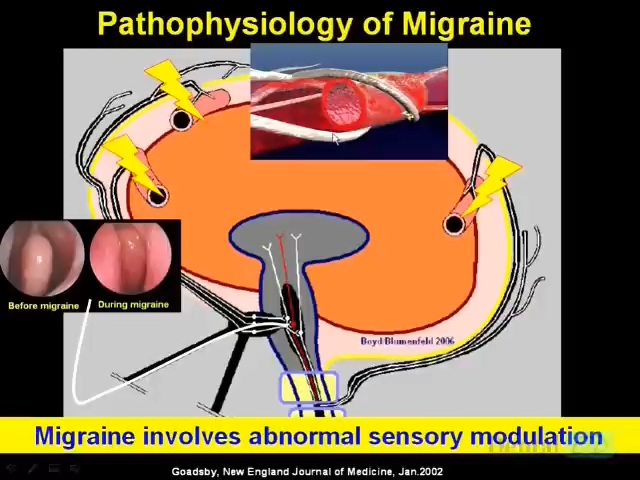 Pathophysiology of Migraine
Before migraine
During migraine
Boyd/Blumenfeld 2006
Migraine involves abnormal sensory modulation
Goadsby, New England Journal of Medicine, Jan.2002